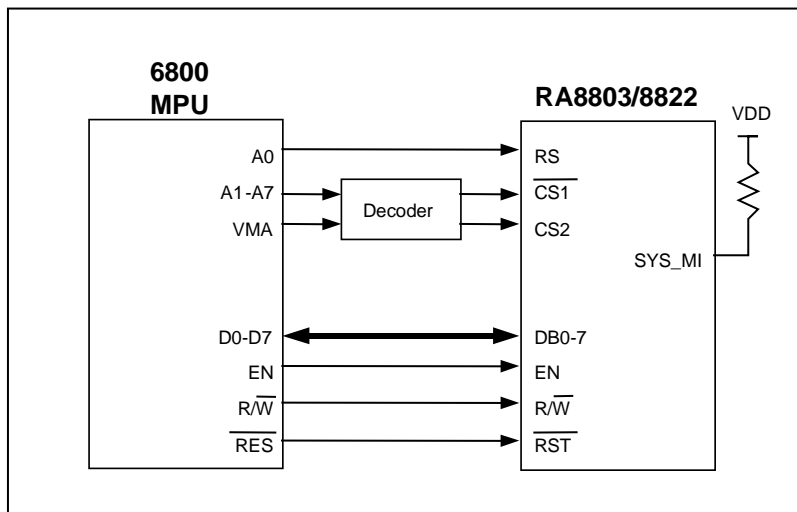 6800
MPU
RA8803/8822
VDD
A0
RS
A1-A7
Decoder
CS1
VMA
CS2
SYS_MI
D0-D7
DB0-7
EN
EN
R/W
R/W
RES
RST